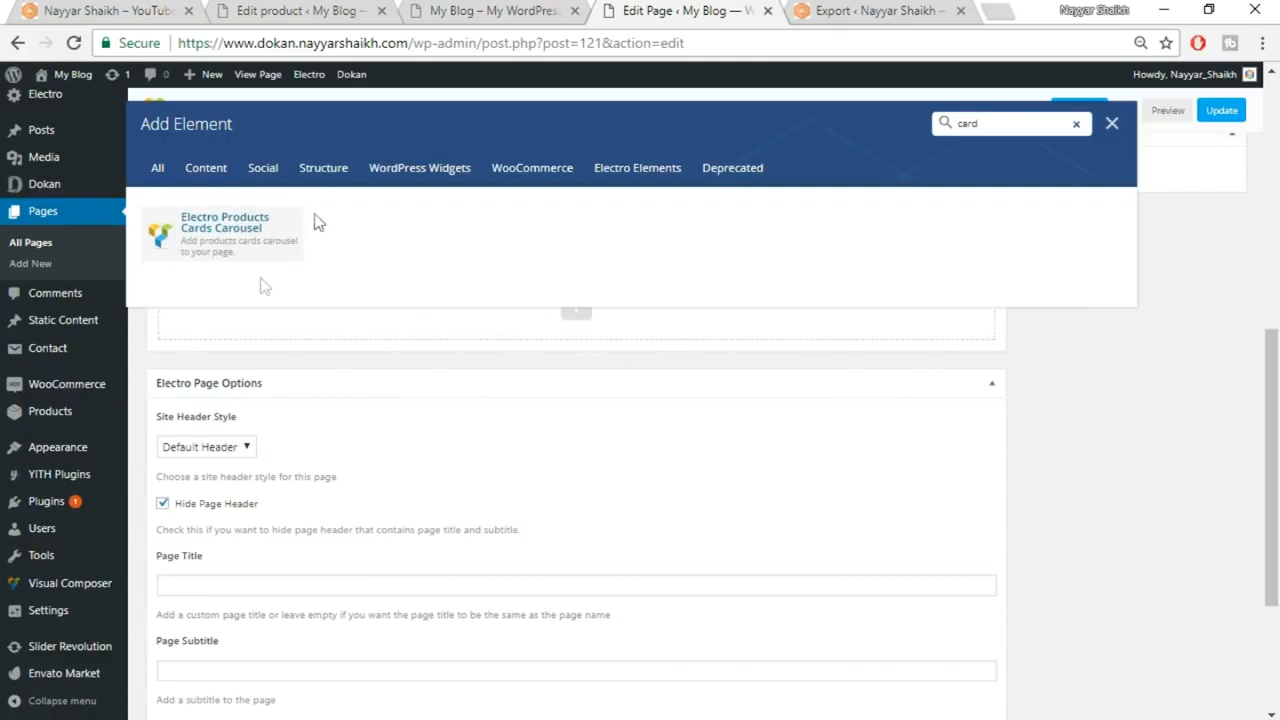 Nayyar Shaikh – YouTub
Edit product ‹ My Blog —
My Blog – My WordPres
Edit Page ‹ My Blog — W
Export ‹ Nayyar Shaikh —
Nayyar Shaikh
Secure
https://www.dokan.nayyarshaikh.com/wp-admin/post.php?post=121&action=edit
My Blog
1
0
New
View Page
Electro
Dokan
Howdy, Nayyar_Shaikh
Electro
Posts
Media
Dokan
Pages
All Pages
Add New
Comments
Static Content
Contact
WooCommerce
Products
Appearance
YITH Plugins
Plugins 1
Users
Tools
Visual Composer
Settings
Slider Revolution
Envato Market
Collapse menu
Preview
Update
Add Element
card
All
Content
Social
Structure
WordPress Widgets
WooCommerce
Electro Elements
Deprecated
Electro Products
Cards Carousel
Add products cards carousel
to your page.
Electro Page Options
Site Header Style
Default Header
Choose a site header style for this page
Hide Page Header
Check this if you want to hide page header that contains page title and subtitle.
Page Title
Add a custom page title or leave empty if you want the page title to be the same as the page name
Page Subtitle
Add a subtitle to the page